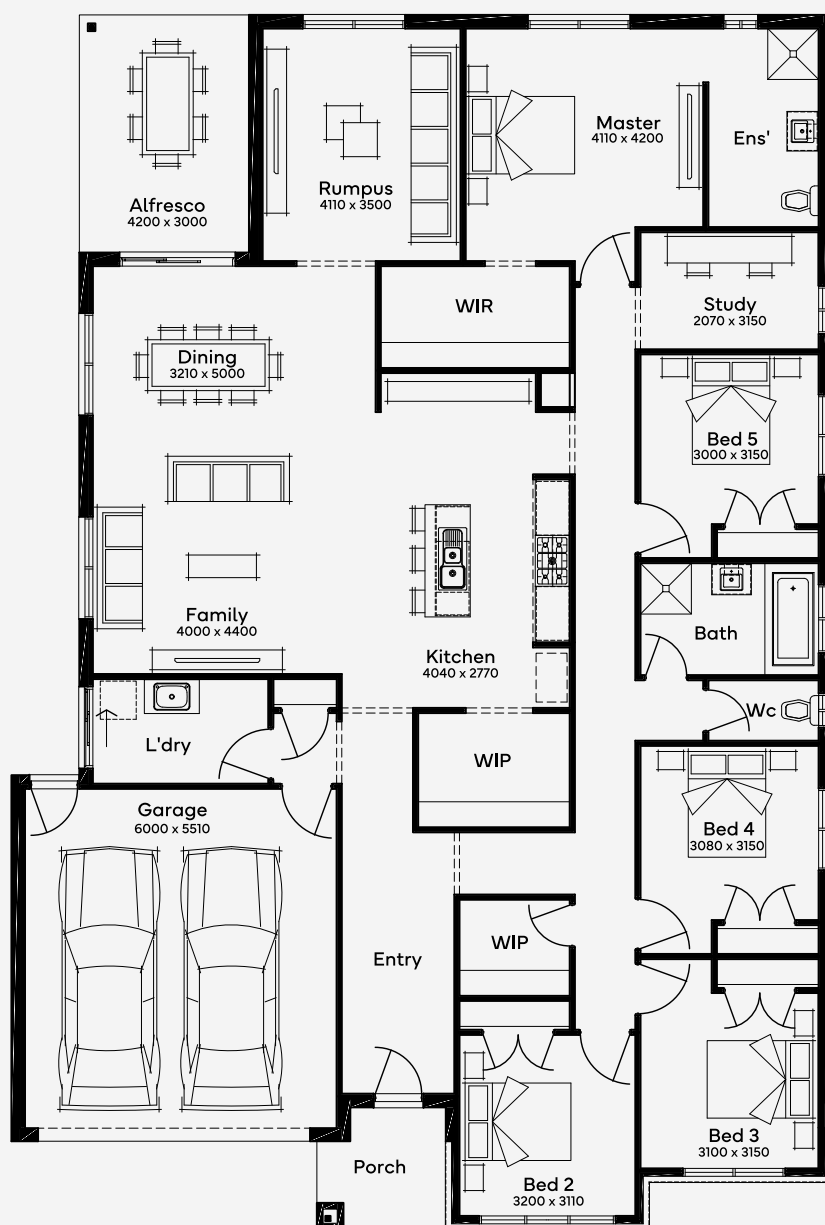 Master
4110 x 4200
Ens'
Rumpus
4110 x 3500
Alfresco
4200 x 3000
WIR
Study
2070 x 3150
Dining
3210 x 5000
Bed 5
3000 x 3150
Family
4000 x 4400
Bath
Kitchen
4040 x 2770
Wc
L'dry
WIP
Garage
6000 x 5510
Bed 4
3080 x 3150
WIP
Entry
Bed 3
3100 x 3150
Porch
Bed 2
3200 x 3110